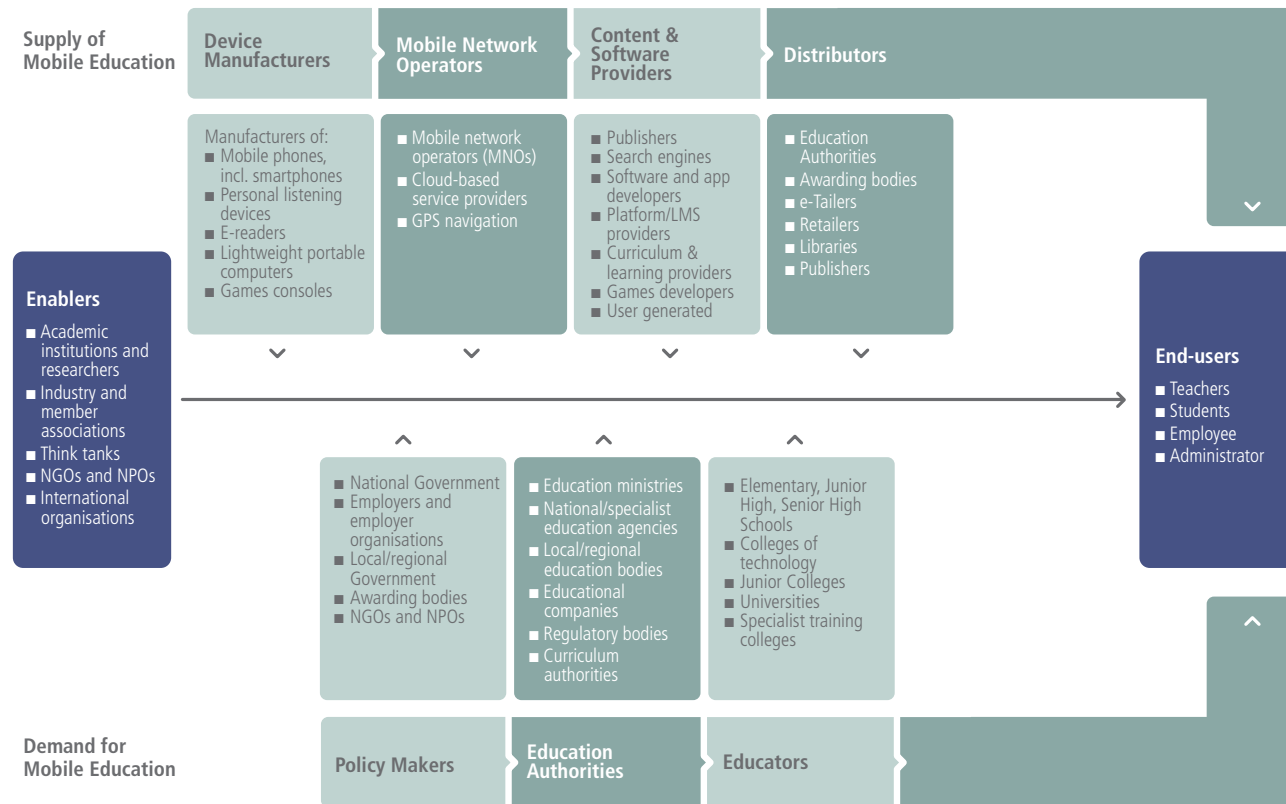 Supply of
Mobile Education
Device
Manufacturers
Mobile Network
Operators
Content &
Software
Providers
Distributors
Manufacturers of:
■ Mobile phones,
incl. smartphones
■ Personal listening
devices
■ E-readers
■ Lightweight portable
computers
■ Games consoles
■ Mobile network
operators (MNOs)
■ Cloud-based
service providers
■ GPS navigation
■ Publishers
■ Search engines
■ Software and app
developers
■ Platform/LMS
providers
■ Curriculum &
learning providers
■ Games developers
■ User generated
■ Education
Authorities
■ Awarding bodies
■ e-Tailers
■ Retailers
■ Libraries
■ Publishers
Enablers
■ Academic
institutions and
researchers
■ Industry and
member
associations
■ Think tanks
■ NGOs and NPOs
■ International
organisations
End-users
■ Teachers
■ Students
■ Employee
■ Administrator
■ National Government
■ Employers and
employer
organisations
■ Local/regional
Government
■ Awarding bodies
■ NGOs and NPOs
■ Education ministries
■ National/specialist
education agencies
■ Local/regional
education bodies
■ Educational
companies
■ Regulatory bodies
■ Curriculum
authorities
■ Elementary, Junior
High, Senior High
Schools
■ Colleges of
technology
■ Junior Colleges
■ Universities
■ Specialist training
colleges
Demand for
Mobile Education
Policy Makers
Education
Authorities
Educators